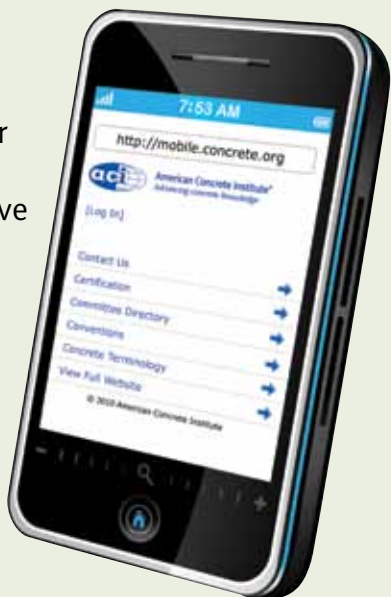 r
ve
7:53 AM
http://mobile.concrete.org
aci
American Concrete Institute®
Advancing concrete knowledge
[Log In]
Contact Us
Certification
Committee Directory
Conventions
Concrete Terminology
View Full Website
© 2010 American Concrete Institute